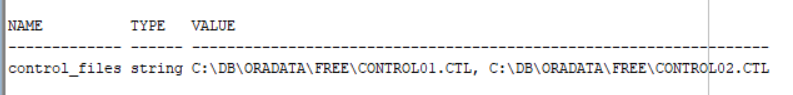 NAME          TYPE   VALUE
------------- ------ --------------------------------------------------------------------------
control_files string C:\DB\ORADATA\FREE\CONTROL01.CTL, C:\DB\ORADATA\FREE\CONTROL02.CTL